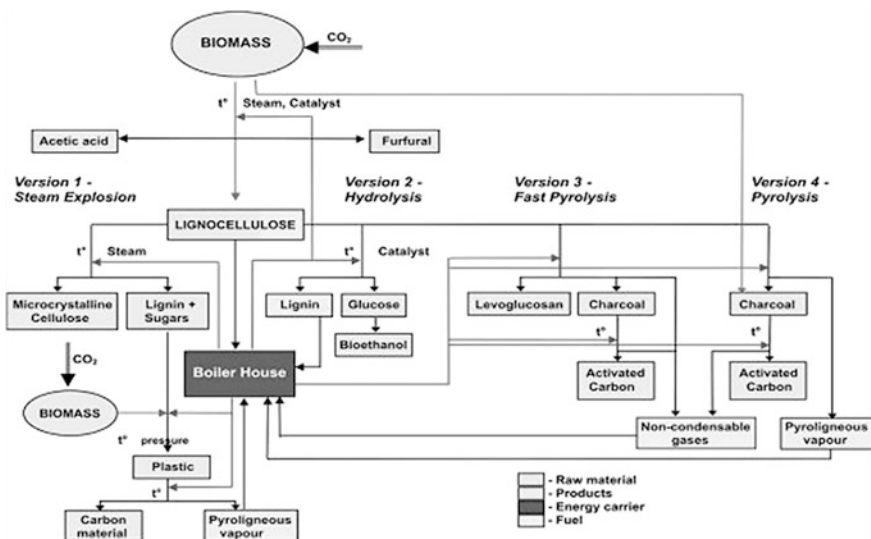 BIOMASS
CO₂
t° Steam, Catalyst
Acetic acid
Furfural
Version 1 -
Steam Explosion
Version 2 -
Hydrolysis
Version 3 -
Fast Pyrolysis
Version 4 -
Pyrolysis
LIGNOCELLULOSE
t° Steam
t° Catalyst
Microcrystalline
Cellulose
Lignin +
Sugars
Lignin
Glucose
Levoglucosan
Charcoal
Charcoal
Bioethanol
t°
t°
CO₂
Boiler House
Activated
Carbon
Activated
Carbon
BIOMASS
t° pressure
Non-condensable
gases
Pyroligneous
vapour
Plastic
t°
Carbon
material
Pyroligneous
vapour
- Raw material
- Products
- Energy carrier
- Fuel